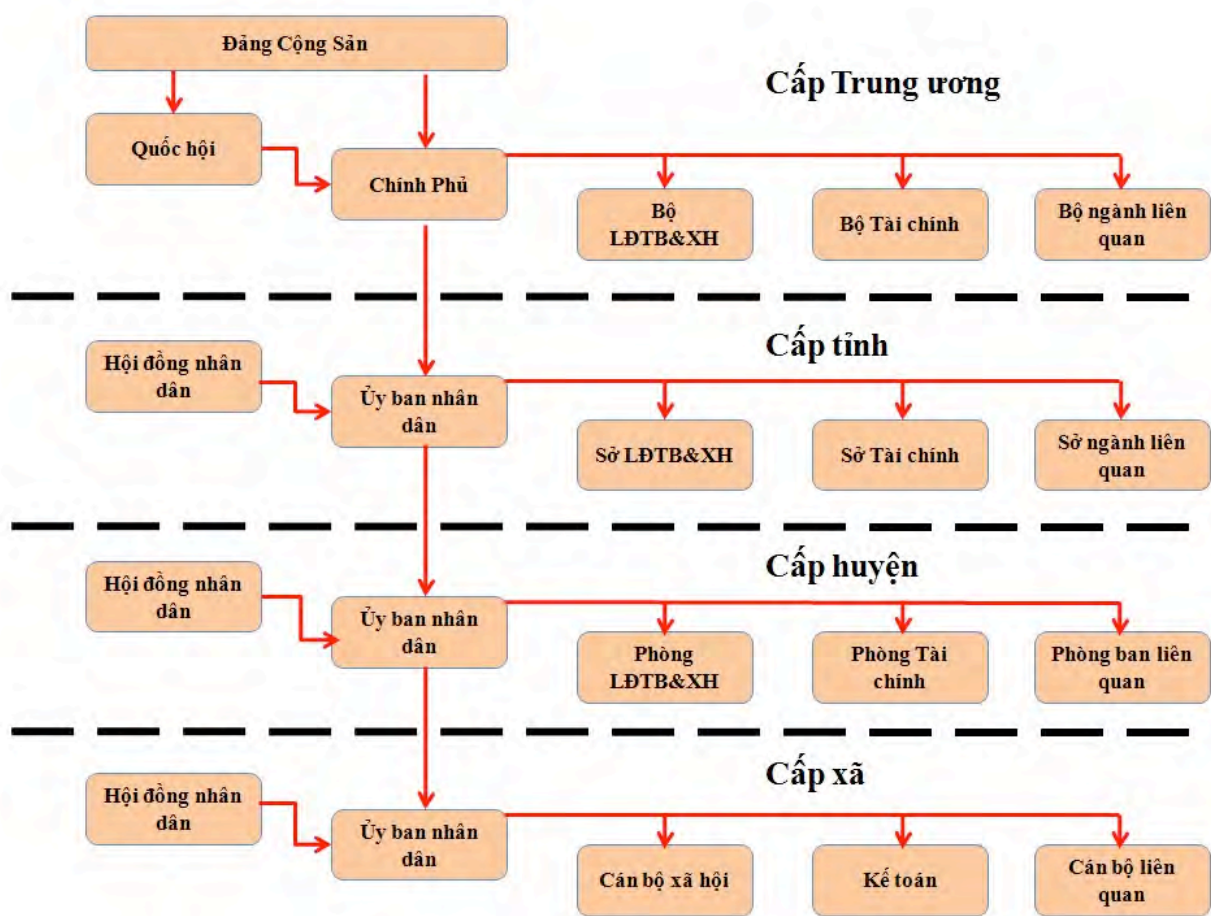 Đảng Cộng Sản
Cấp Trung ương
Quốc hội
Chính Phủ
Bộ
LĐTB&XH
Bộ Tài chính
Bộ ngành liên
quan
Cấp tỉnh
Hội đồng nhân
dân
Ủy ban nhân
dân
Sở LĐTB&XH
Sở Tài chính
Sở ngành liên
quan
Cấp huyện
Hội đồng nhân
dân
Ủy ban nhân
dân
Phòng
LĐTB&XH
Phòng Tài
chính
Phòng ban liên
quan
Cấp xã
Hội đồng nhân
dân
Ủy ban nhân
dân
Cán bộ xã hội
Kế toán
Cán bộ liên
quan